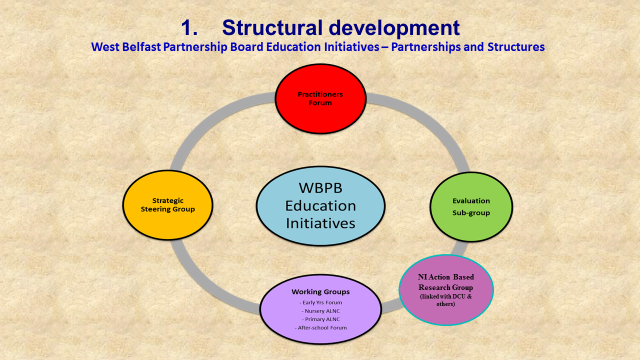 1. Structural development
West Belfast Partnership Board Education Initiatives – Partnerships and Structures
Practitioners
Forum
Strategic
Steering Group
WBPB
Education
Initiatives
Evaluation
Sub-group
NI Action Based
Research Group
(linked with DCU &
others)
Working Groups
- Early Yrs Forum
- Nursery ALNC
- Primary ALNC
- After-school Forum